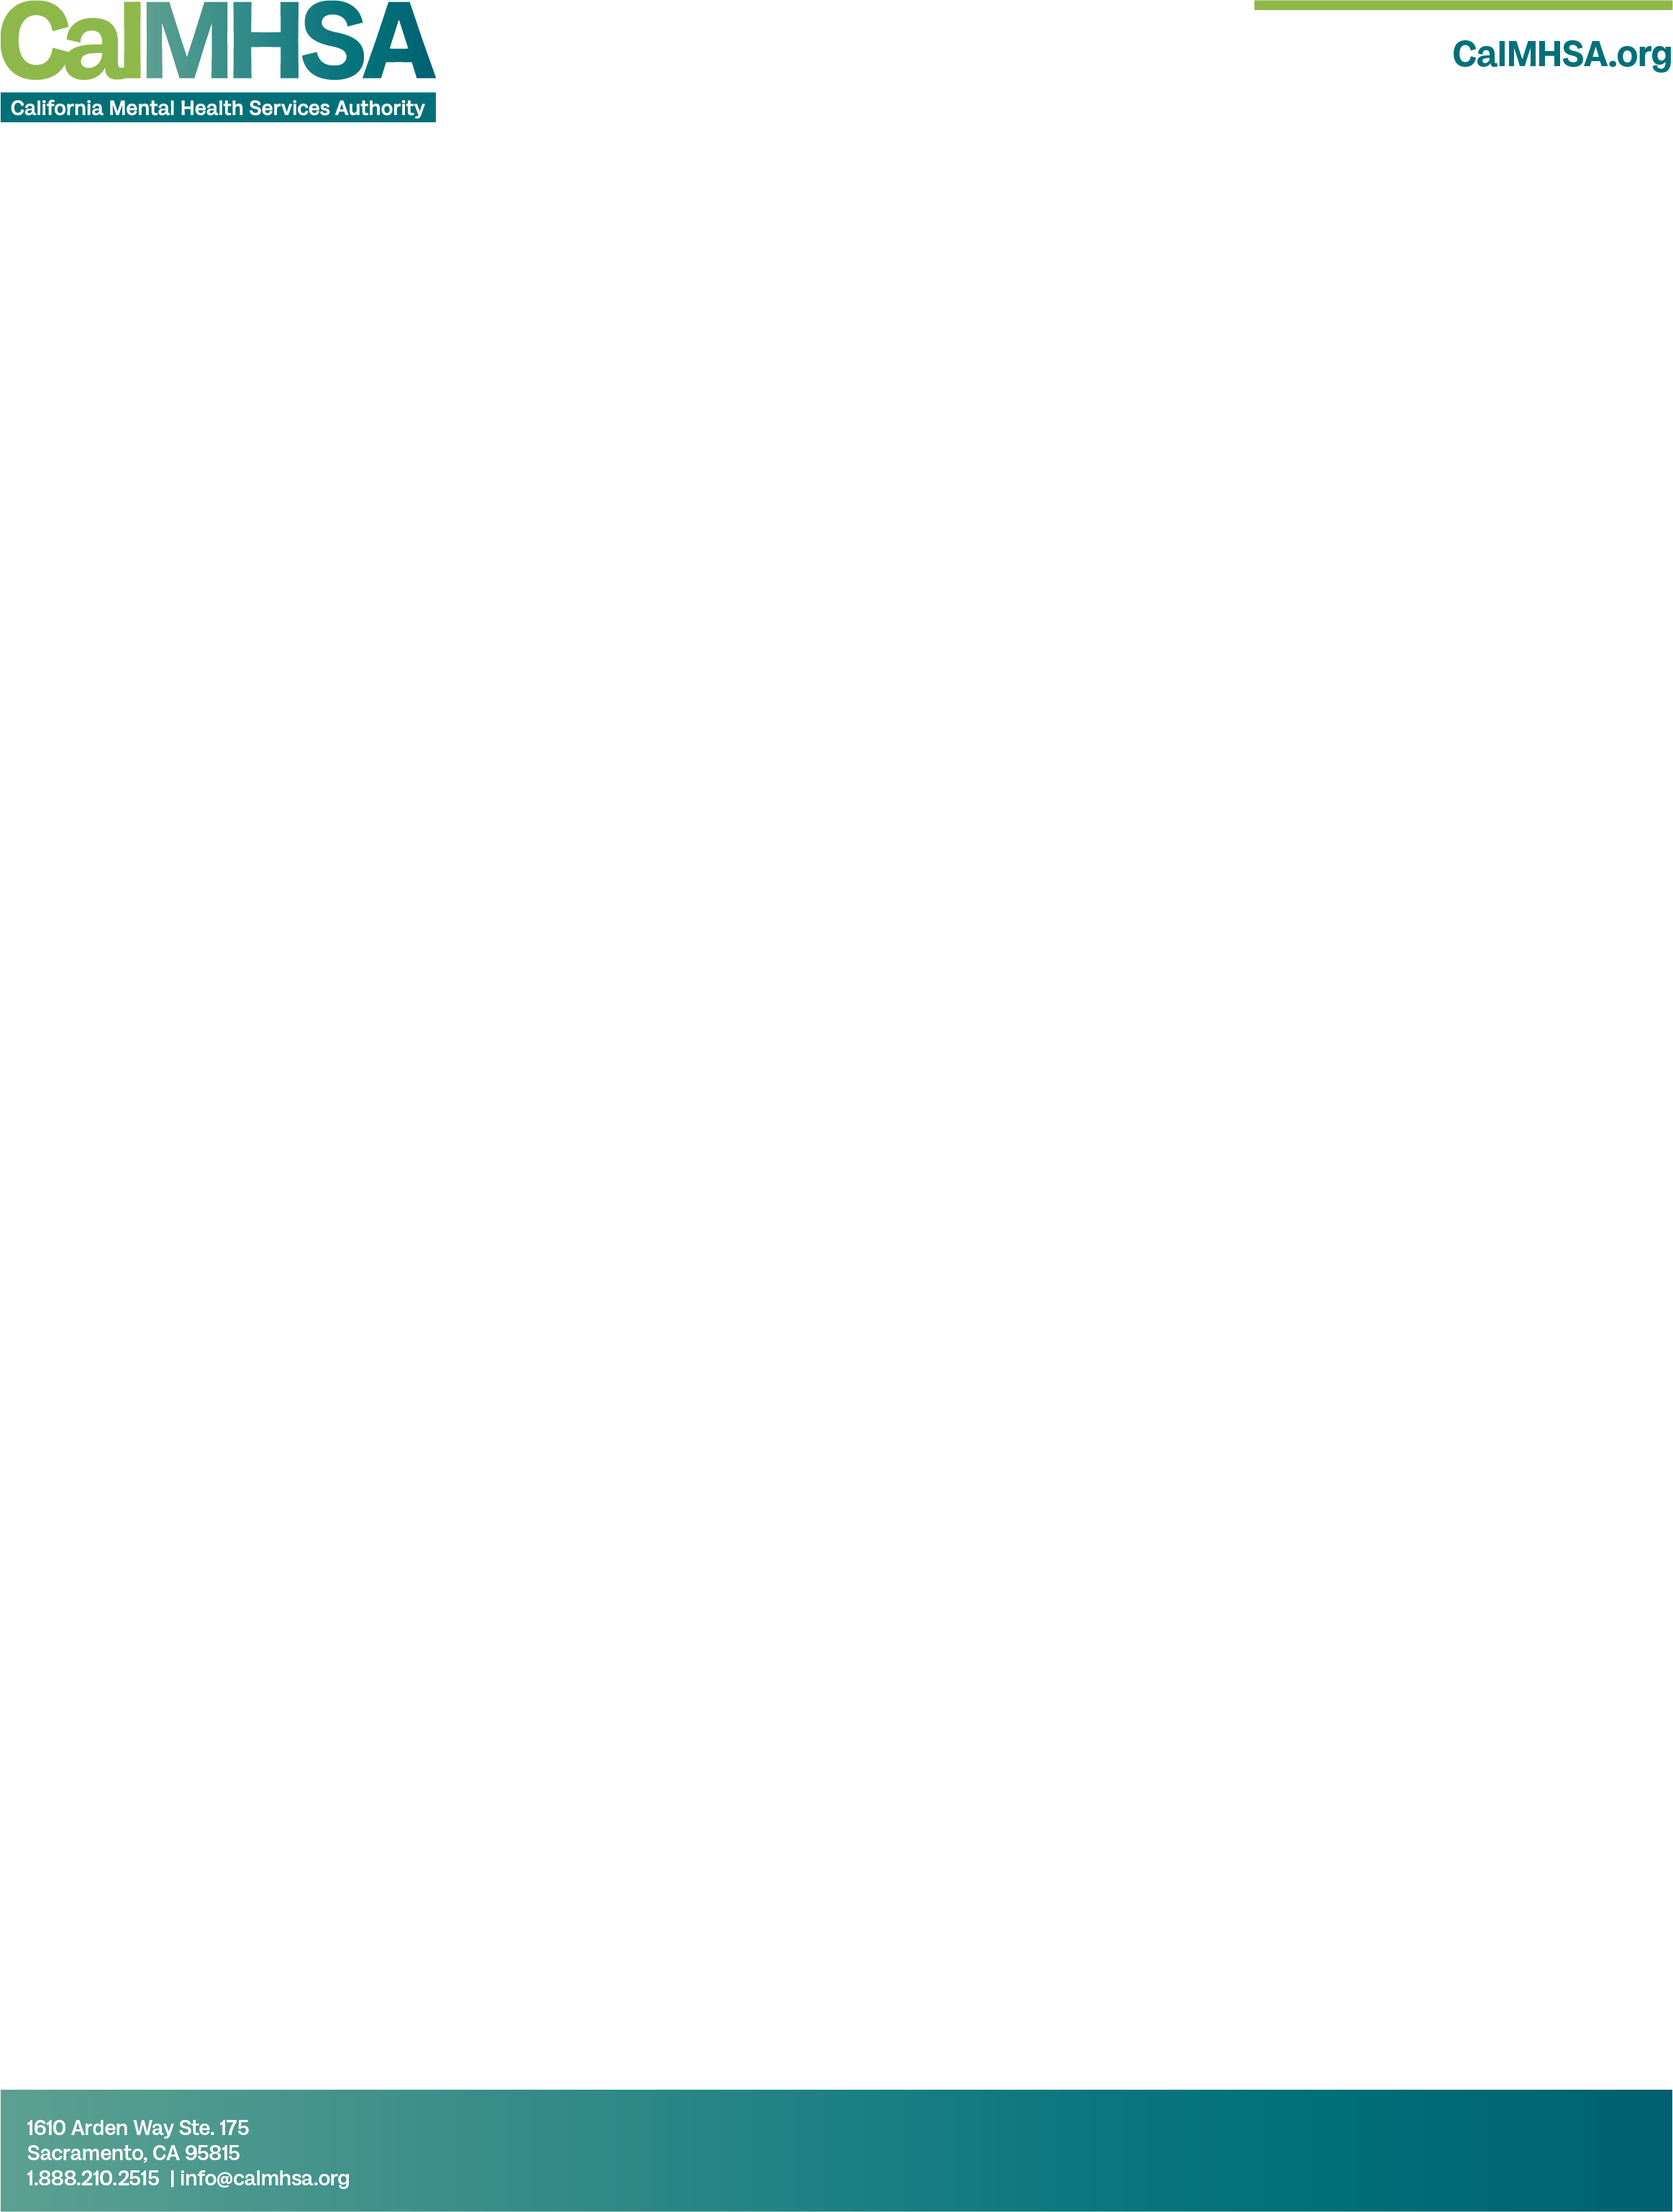 CalMHSA
California Mental Health Services Authority
CalMHSA.org
1610 Arden Way Ste. 175
Sacramento, CA 95815
1.888.210.2515 | info@calmhsa.org